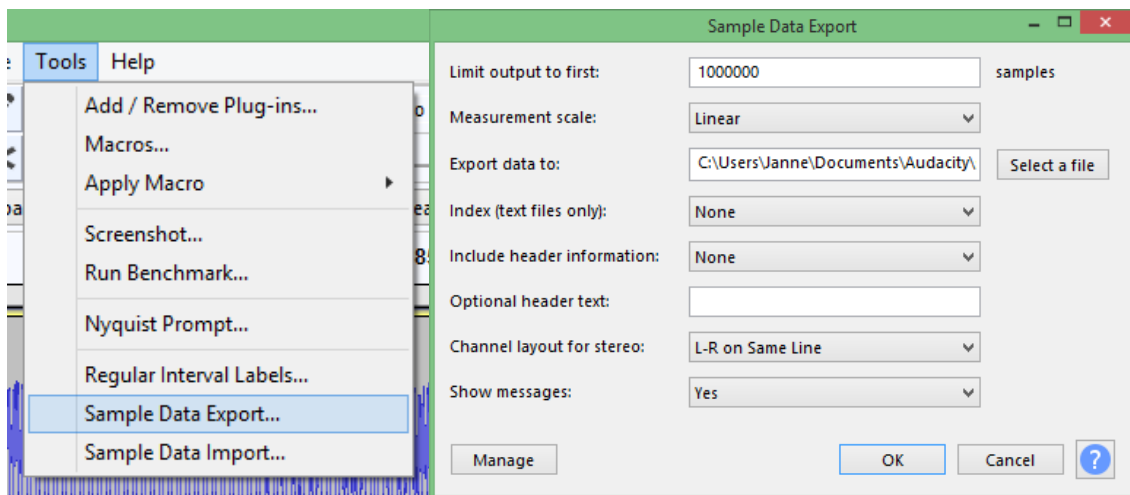 Tools Help
Add / Remove Plug-ins...
Macros...
Apply Macro
Screenshot...
Run Benchmark...
Nyquist Prompt...
Regular Interval Labels...
Sample Data Export...
Sample Data Import...
Sample Data Export
Limit output to first: 1000000 samples
Measurement scale: Linear
Export data to: C:\Users\Janne\Documents\Audacity\ Select a file
Index (text files only): None
Include header information: None
Optional header text:
Channel layout for stereo: L-R on Same Line
Show messages: Yes
Manage OK Cancel ?